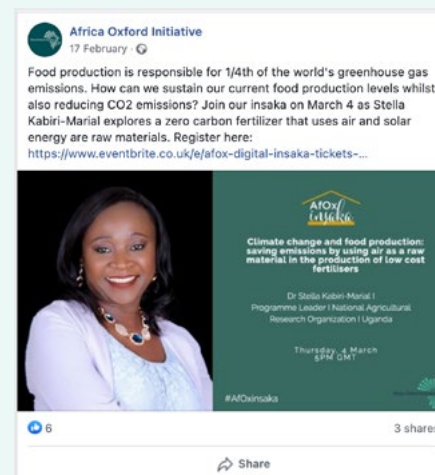 Africa Oxford Initiative
17 February ·
Food production is responsible for 1/4th of the world's greenhouse gas
emissions. How can we sustain our current food production levels whilst
also reducing CO2 emissions? Join our insaka on March 4 as Stella
Kabiri-Marial explores a zero carbon fertilizer that uses air and solar
energy are raw materials. Register here:
https://www.eventbrite.co.uk/e/afox-digital-insaka-tickets-...
AfOx
insaka
Climate change and food production:
saving emissions by using air as a raw
material in the production of low cost
fertilisers
Dr Stella Kabiri-Marial I
Programme Leader I National Agricultural
Research Organization I Uganda
Thursday, 4 March
5PM GMT
#AfOxinsaka
6
3 shares
Share